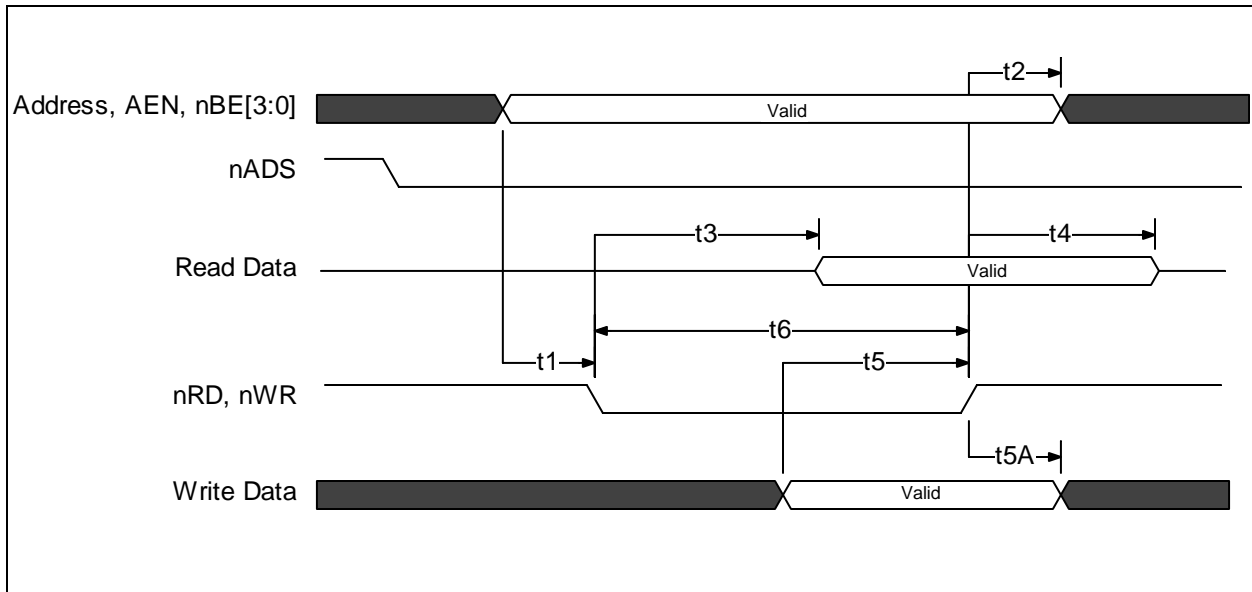 t2
Address, AEN, nBE[3:0]
Valid
nADS
t3
t4
Read Data
Valid
t6
t1
t5
nRD, nWR
t5A
Write Data
Valid